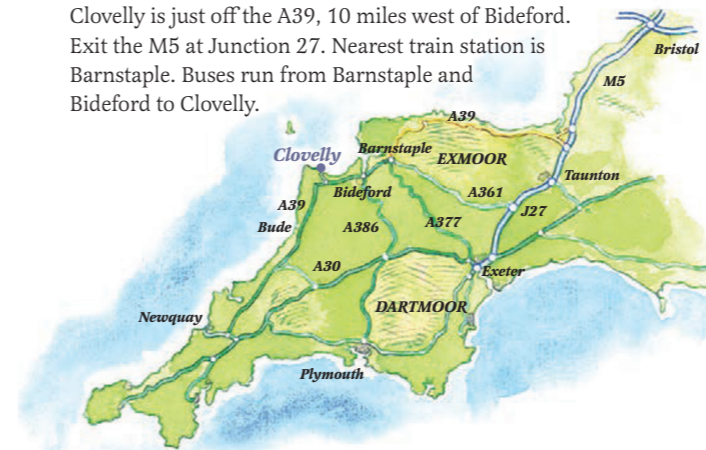 Clovelly is just off the A39, 10 miles west of Bideford.
Exit the M5 at Junction 27. Nearest train station is
Barnstaple. Buses run from Barnstaple and
Bideford to Clovelly.
Bristol
M5
A39
Clovelly
Barnstaple
EXMOOR
Taunton
Bideford
A361
A39
J27
Bude
A386
A377
A30
Exeter
DARTMOOR
Newquay
Plymouth